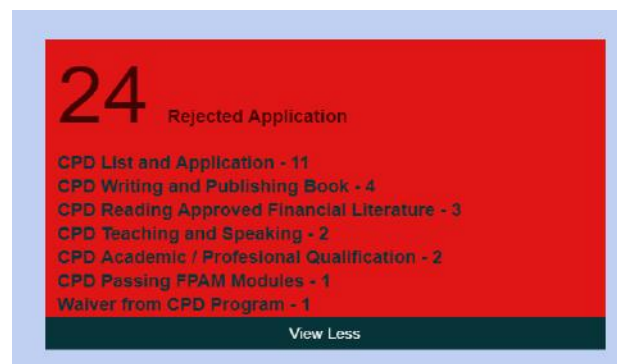 24 Rejected Application
CPD List and Application - 11
CPD Writing and Publishing Book - 4
CPD Reading Approved Financial Literature - 3
CPD Teaching and Speaking - 2
CPD Academic / Profesional Qualification - 2
CPD Passing FPAM Modules - 1
Waiver from CPD Program - 1
View Less